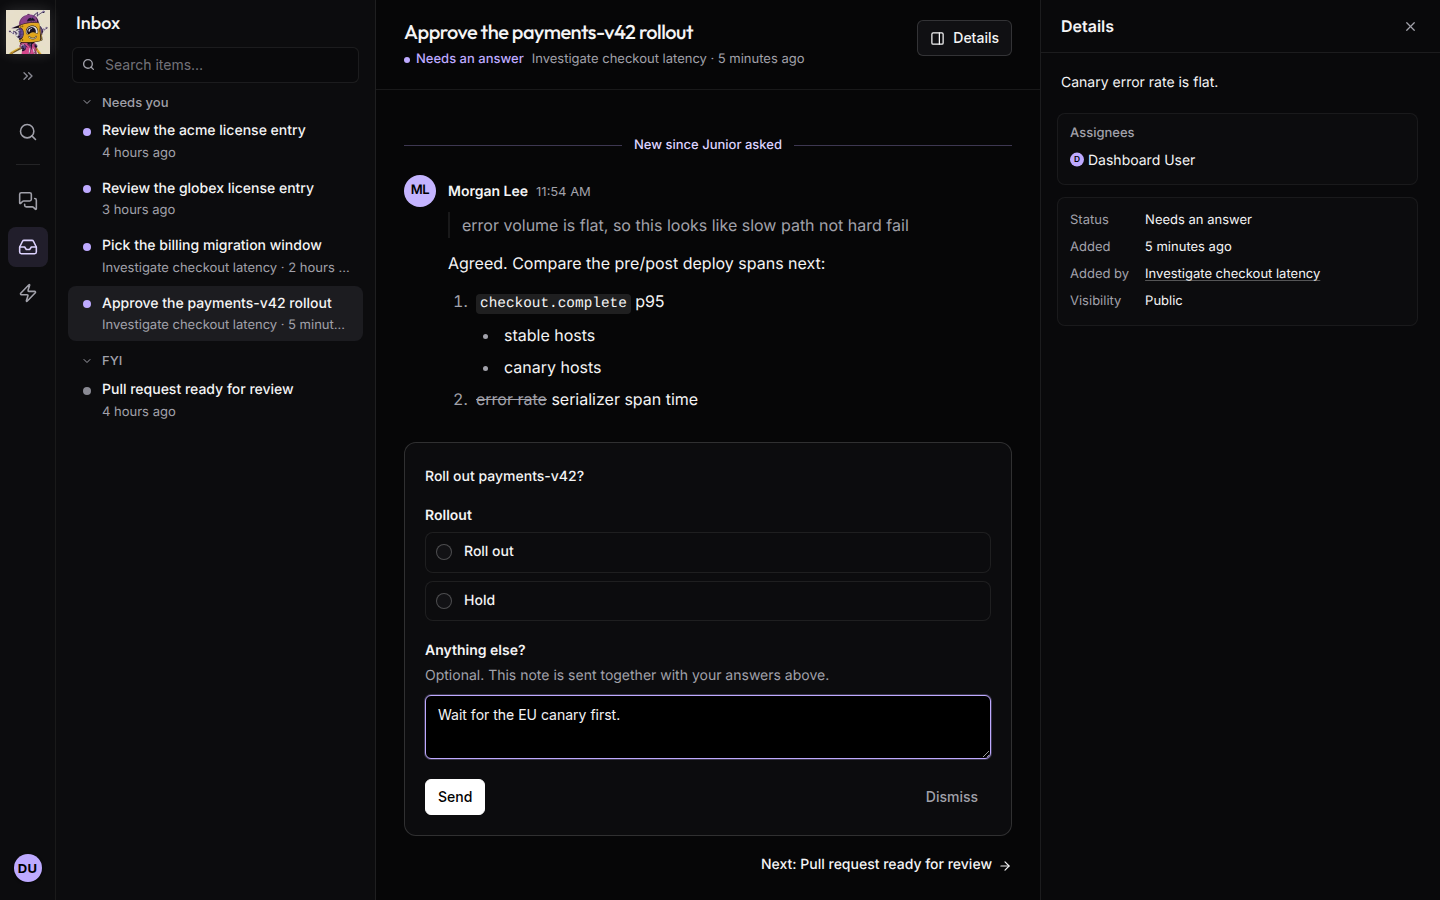 Inbox
Search items...
Needs you
Review the acme license entry
4 hours ago
Review the globex license entry
3 hours ago
Pick the billing migration window
Investigate checkout latency · 2 hours ...
Approve the payments-v42 rollout
Investigate checkout latency · 5 minut...
FYI
Pull request ready for review
4 hours ago
DU
Approve the payments-v42 rollout
Needs an answer Investigate checkout latency · 5 minutes ago
Details
New since Junior asked
ML Morgan Lee 11:54 AM
error volume is flat, so this looks like slow path not hard fail
Agreed. Compare the pre/post deploy spans next:
1. checkout.complete p95
• stable hosts
• canary hosts
2. error rate serializer span time
Roll out payments-v42?
Rollout
Roll out
Hold
Anything else?
Optional. This note is sent together with your answers above.
Wait for the EU canary first.
Send
Dismiss
Next: Pull request ready for review →
Details
Canary error rate is flat.
Assignees
D Dashboard User
Status Needs an answer
Added 5 minutes ago
Added by Investigate checkout latency
Visibility Public